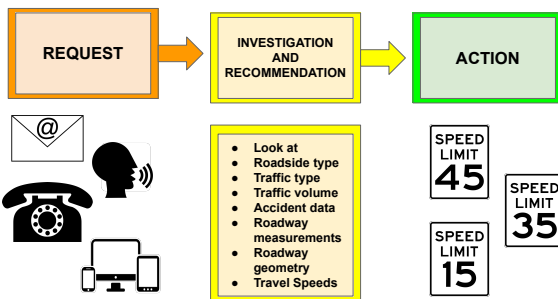 REQUEST
INVESTIGATION
AND
RECOMMENDATION
ACTION
@
● Look at
● Roadside type
● Traffic type
● Traffic volume
● Accident data
● Roadway
measurements
● Roadway
geometry
● Travel Speeds
SPEED
LIMIT
45
SPEED
LIMIT
35
SPEED
LIMIT
15